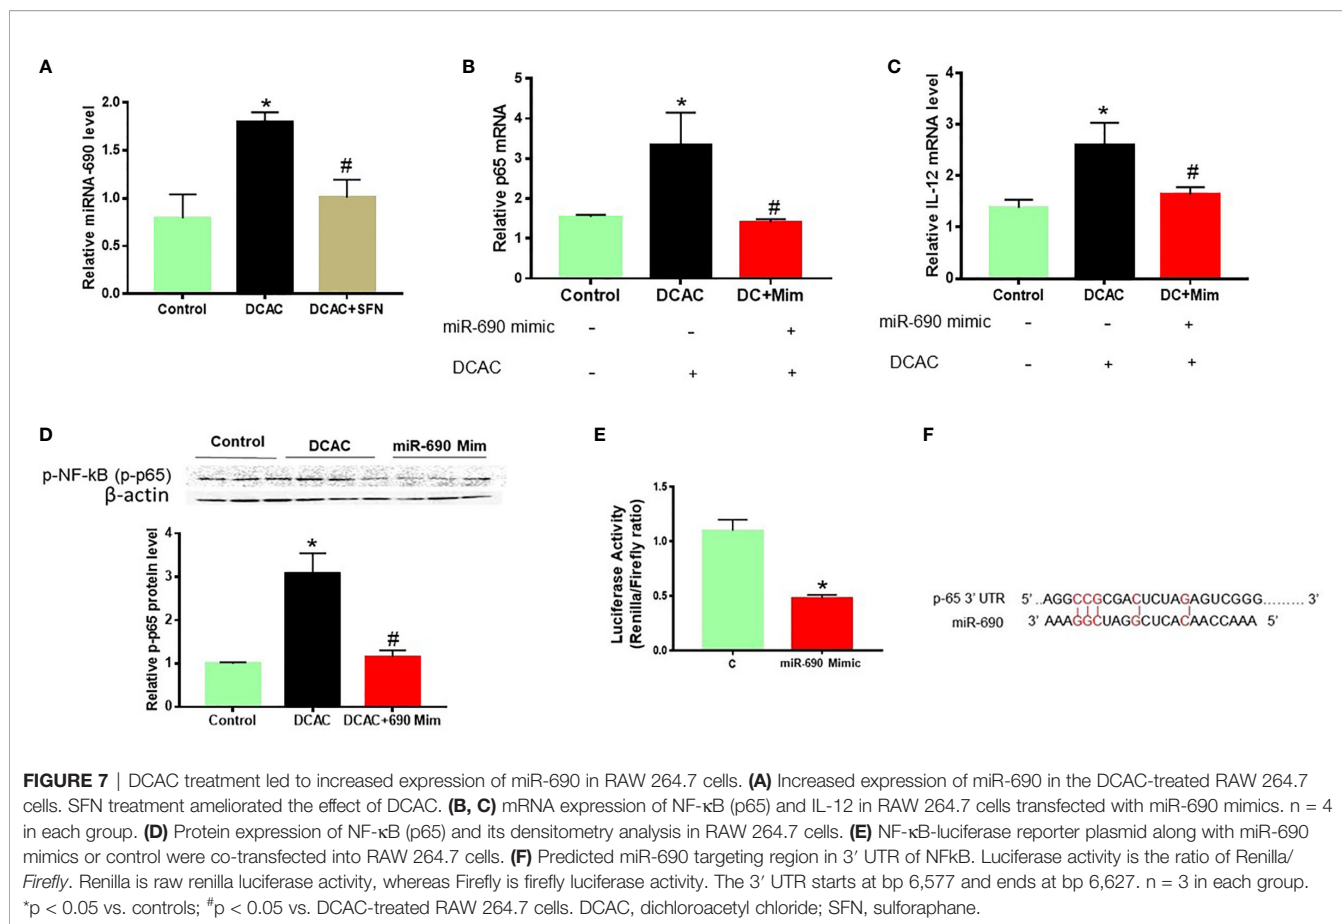 A
Relative miRNA-690 level
2.0
1.5
1.0
0.5
0.0
*
#
Control DCAC DCAC+SFN
B
Relative p65 mRNA
5
4
3
2
1
0
*
#
Control DCAC DC+Mim
miR-690 mimic - - +
DCAC - + +
C
Relative IL-12 mRNA level
4
3
2
1
0
*
#
Control DCAC DC+Mim
miR-690 mimic - - +
DCAC - + +
D
Control DCAC miR-690 Mim
p-NF-kB (p-p65)
β-actin
Relative p-p65 protein level
4
3
2
1
0
*
#
Control DCAC DCAC+690 Mim
E
Luciferase Activity
(Renilla/Firefly ratio)
1.5
1.0
0.5
0.0
*
C miR-690 Mimic
F
p-65 3' UTR 5' ..AGGCCGCGACUCUAGAGUCGGG......... 3'
miR-690 3' AAAGGCUAGGCUCACAACCAAA 5'
FIGURE 7 | DCAC treatment led to increased expression of miR-690 in RAW 264.7 cells. (A) Increased expression of miR-690 in the DCAC-treated RAW 264.7
cells. SFN treatment ameliorated the effect of DCAC. (B, C) mRNA expression of NF-κB (p65) and IL-12 in RAW 264.7 cells transfected with miR-690 mimics. n = 4
in each group. (D) Protein expression of NF-κB (p65) and its densitometry analysis in RAW 264.7 cells. (E) NF-κB-luciferase reporter plasmid along with miR-690
mimics or control were co-transfected into RAW 264.7 cells. (F) Predicted miR-690 targeting region in 3′ UTR of NFkB. Luciferase activity is the ratio of Renilla/
Firefly. Renilla is raw renilla luciferase activity, whereas Firefly is firefly luciferase activity. The 3′ UTR starts at bp 6,577 and ends at bp 6,627. n = 3 in each group.
*p < 0.05 vs. controls; #p < 0.05 vs. DCAC-treated RAW 264.7 cells. DCAC, dichloroacetyl chloride; SFN, sulforaphane.